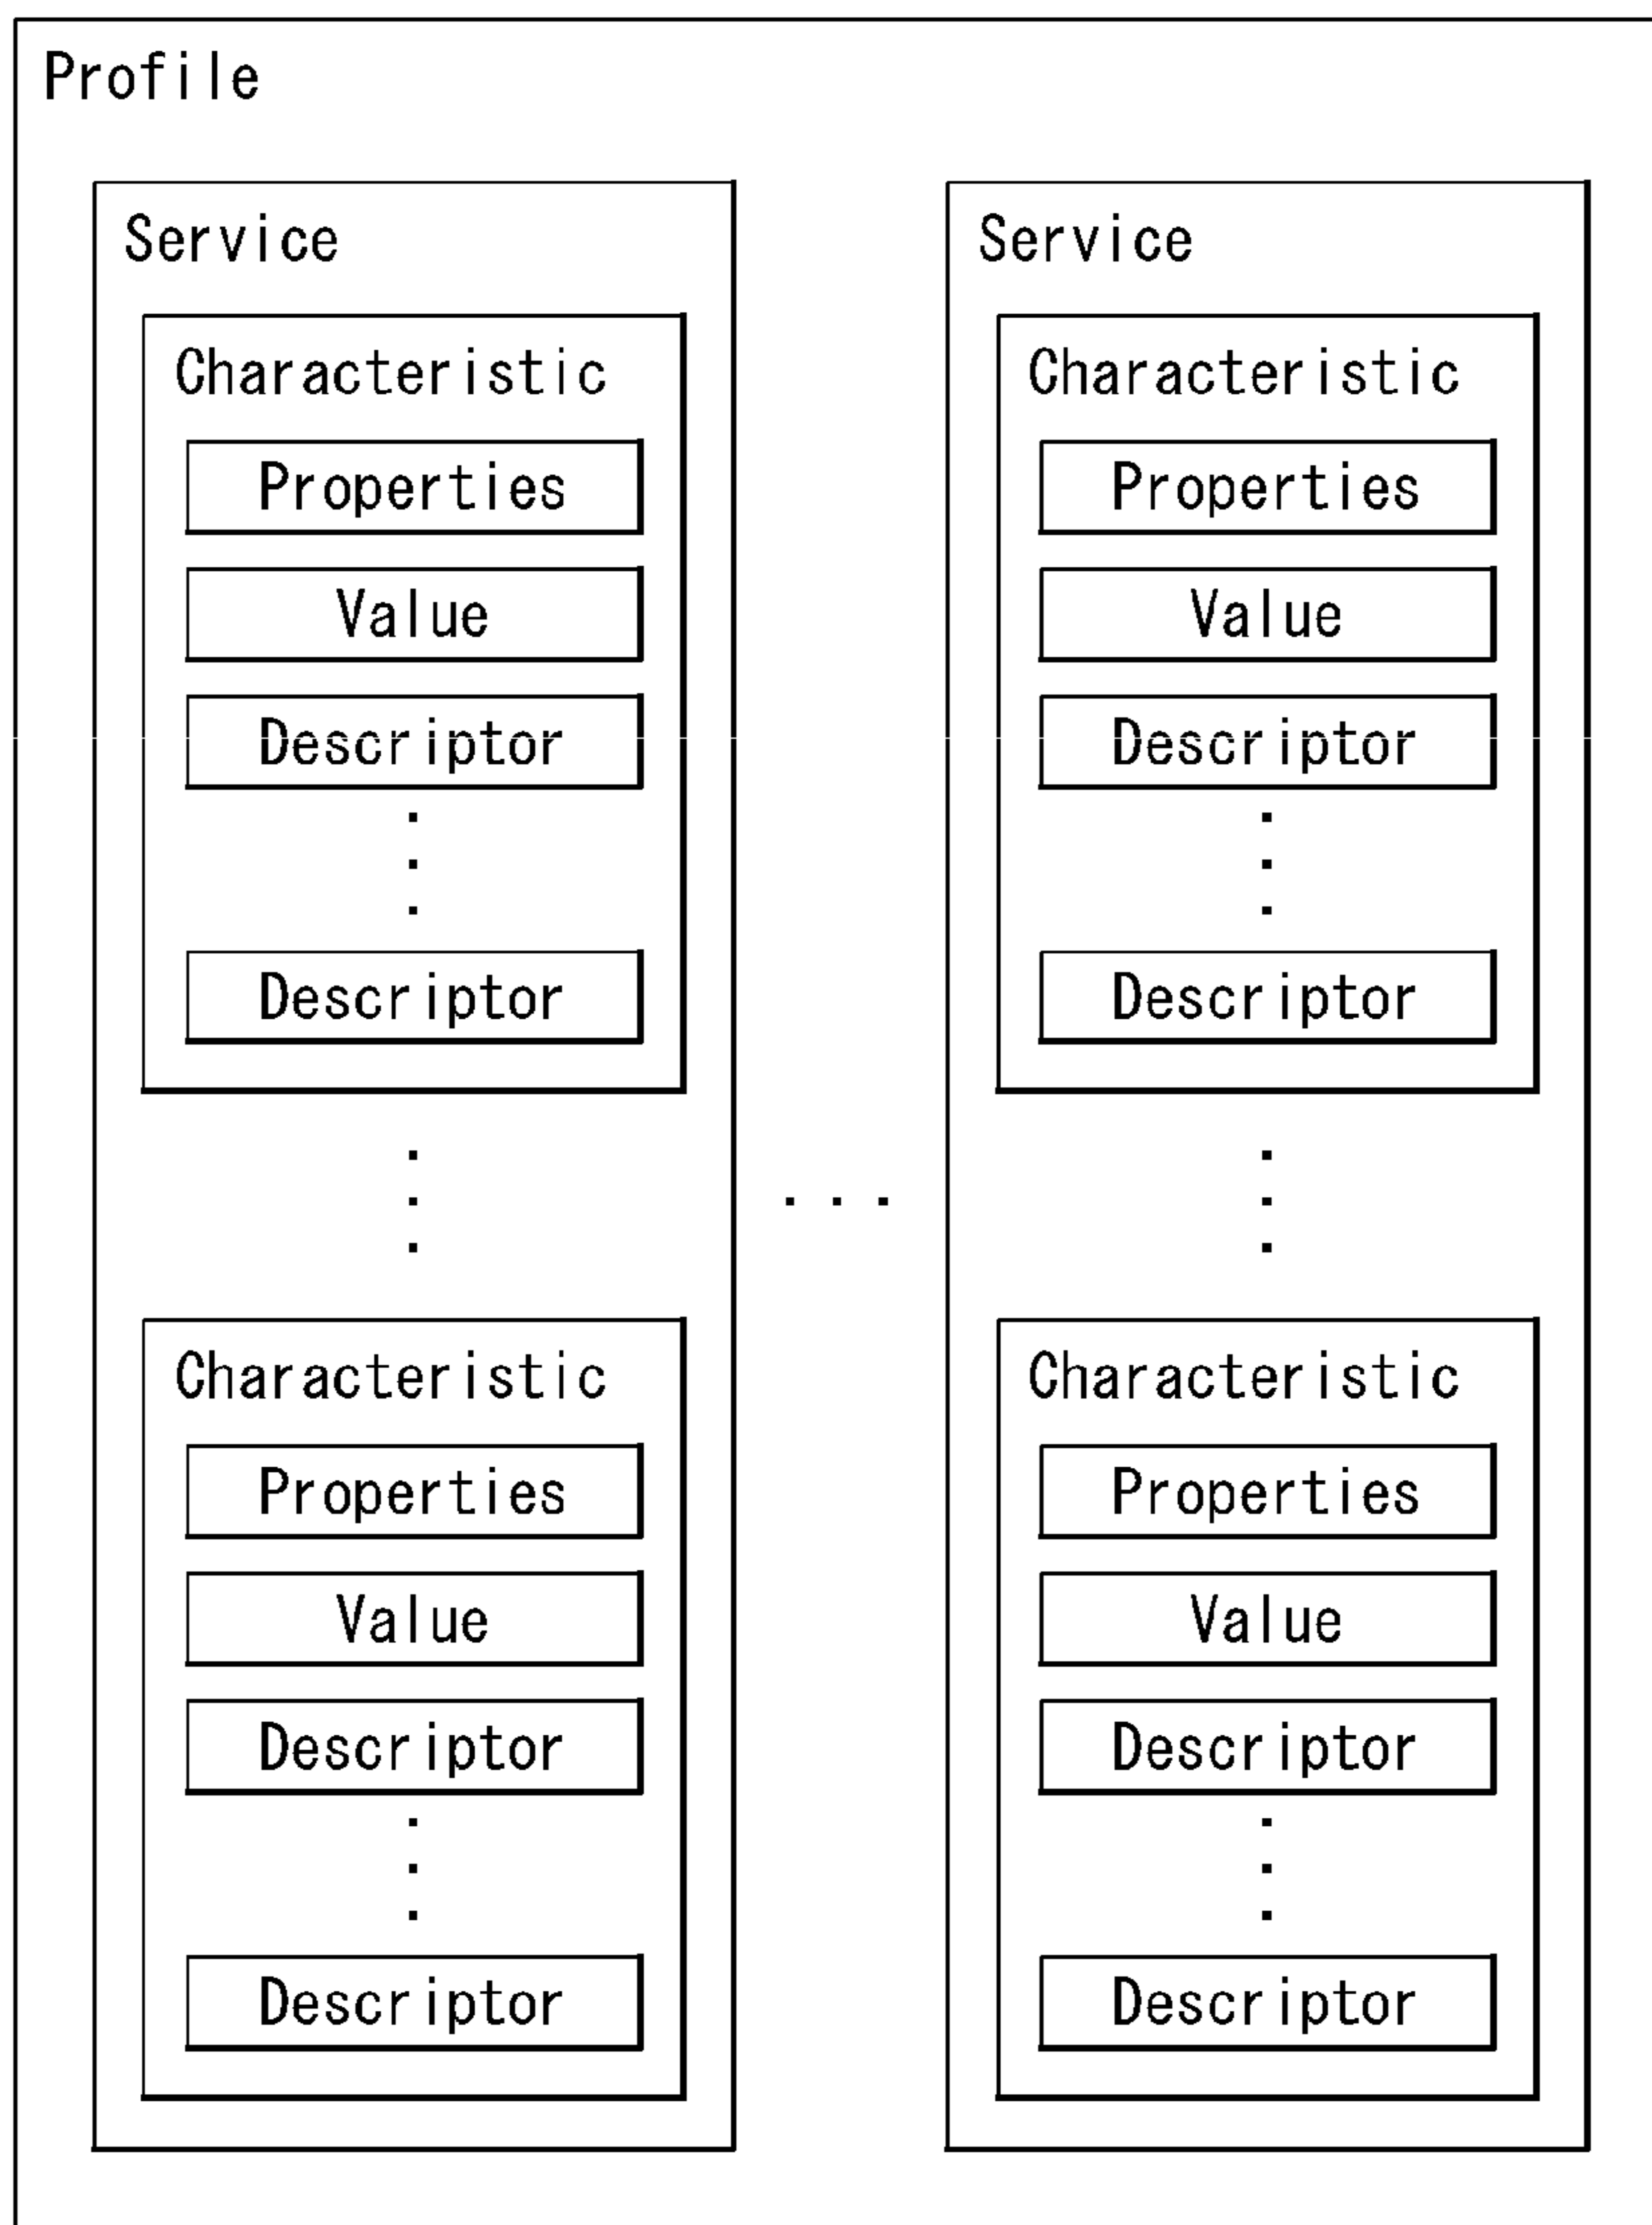 Profile
Service
Characteristic
Properties
Value
Descriptor
.
.
.
Descriptor
.
.
.
Characteristic
Properties
Value
Descriptor
.
.
.
Descriptor
. . .
Service
Characteristic
Properties
Value
Descriptor
.
.
.
Descriptor
.
.
.
Characteristic
Properties
Value
Descriptor
.
.
.
Descriptor